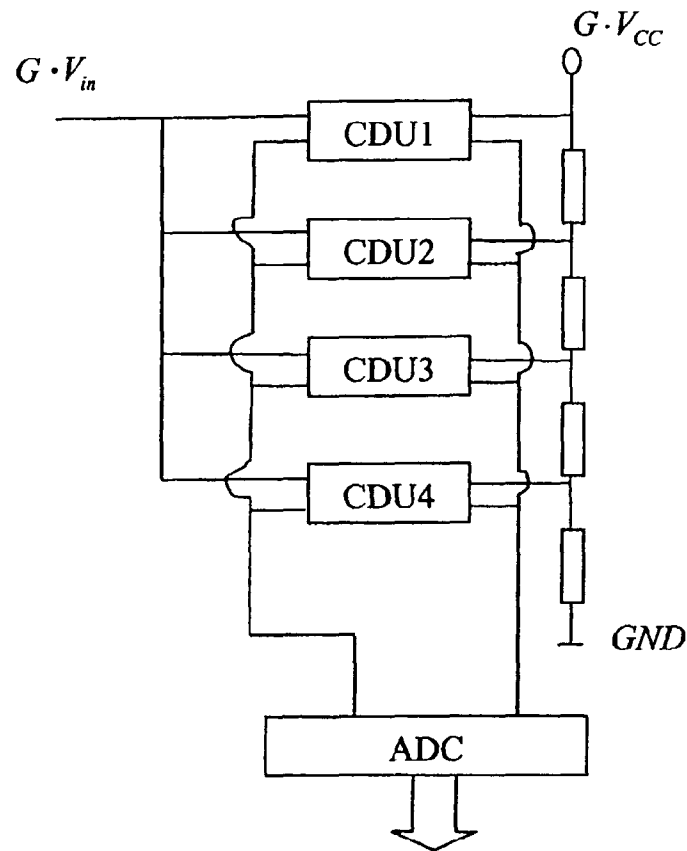 G · V_CC
G · V_in
CDU1
CDU2
CDU3
CDU4
GND
ADC